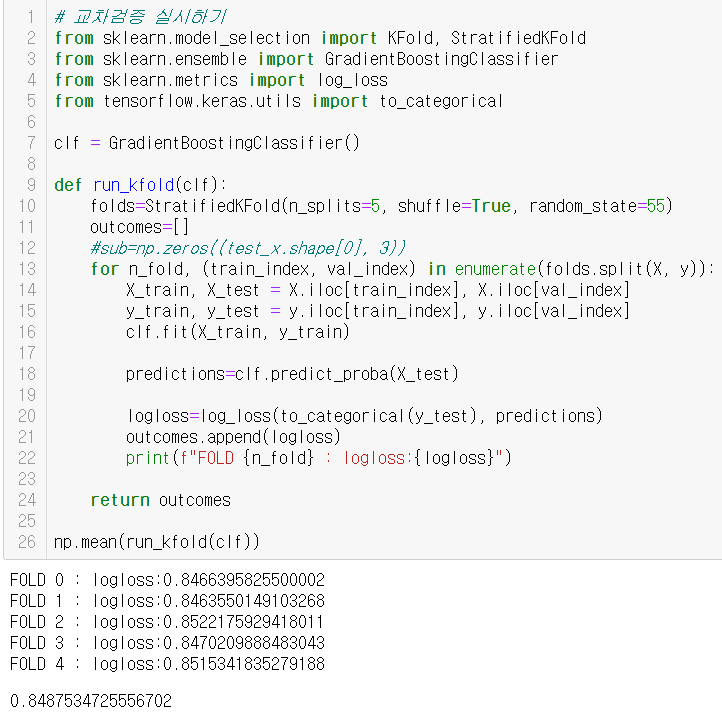 1 # 교차검증 실시하기
2 from sklearn.model_selection import KFold, StratifiedKFold
3 from sklearn.ensemble import GradientBoostingClassifier
4 from sklearn.metrics import log_loss
5 from tensorflow.keras.utils import to_categorical
6
7 clf = GradientBoostingClassifier()
8
9 def run_kfold(clf):
10     folds=StratifiedKFold(n_splits=5, shuffle=True, random_state=55)
11     outcomes=[]
12     #sub=np.zeros((test_x.shape[0], 3))
13     for n_fold, (train_index, val_index) in enumerate(folds.split(X, y)):
14         X_train, X_test = X.iloc[train_index], X.iloc[val_index]
15         y_train, y_test = y.iloc[train_index], y.iloc[val_index]
16         clf.fit(X_train, y_train)
17
18         predictions=clf.predict_proba(X_test)
19
20         logloss=log_loss(to_categorical(y_test), predictions)
21         outcomes.append(logloss)
22         print(f"FOLD {n_fold} : logloss:{logloss}")
23
24     return outcomes
25
26 np.mean(run_kfold(clf))
FOLD 0 : logloss:0.8466395825500002
FOLD 1 : logloss:0.8463550149103268
FOLD 2 : logloss:0.8522175929418011
FOLD 3 : logloss:0.8470209888483043
FOLD 4 : logloss:0.8515341835279188
0.8487534725556702